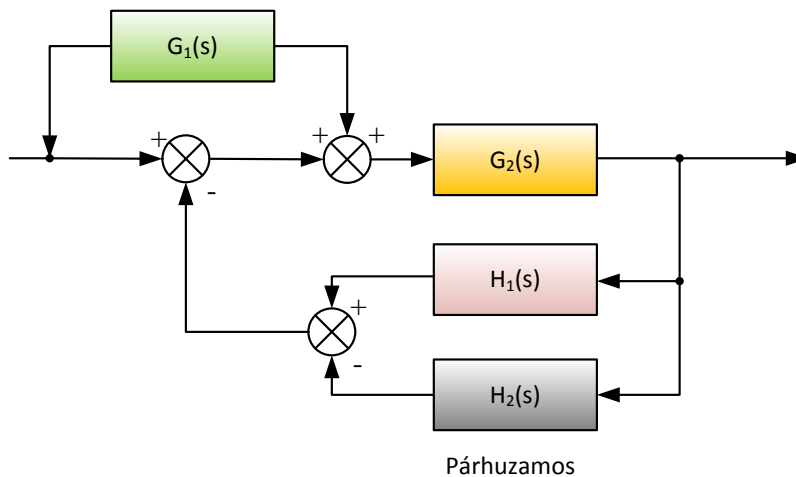 G₁(s)
+
+
+
G₂(s)
-
H₁(s)
+
-
H₂(s)
Párhuzamos